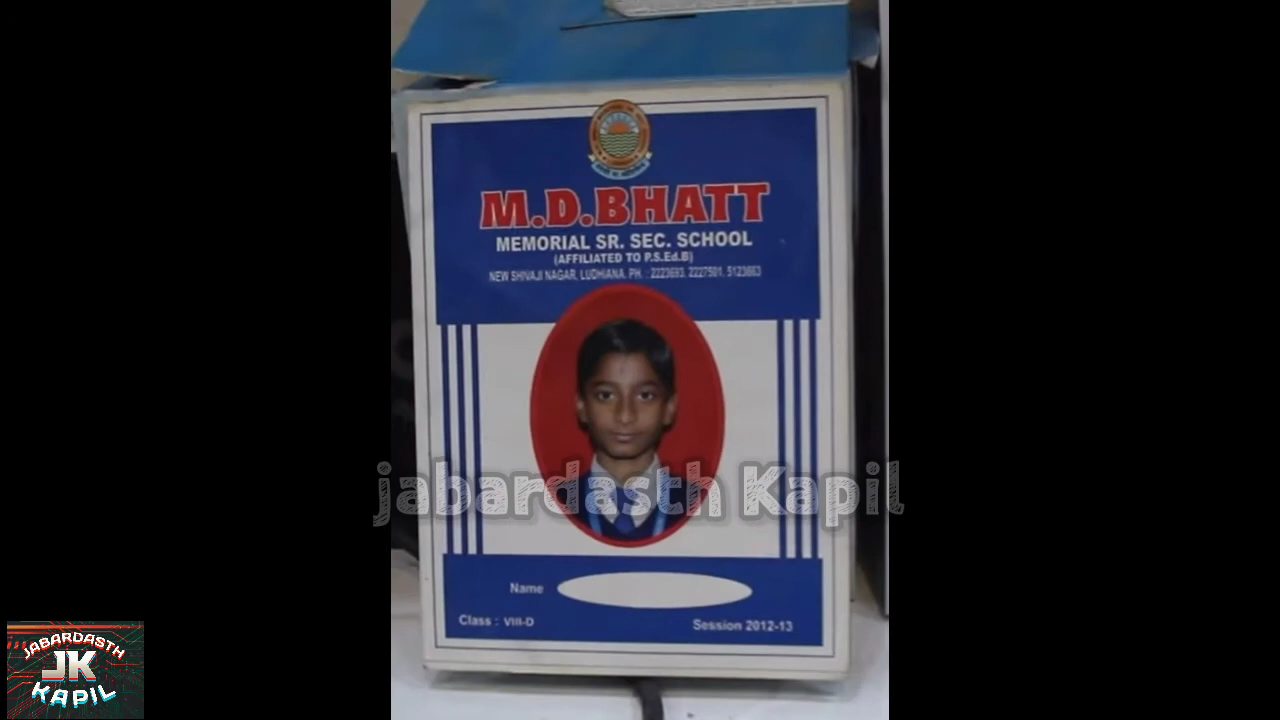 M.D.BHATT
MEMORIAL SR. SEC. SCHOOL
(AFFILIATED TO P.S.Ed.B)
NEW SHIVAJI NAGAR, LUDHIANA. PH. : 2223693, 2227501, 5123663
jabardasth Kapil
Name
Class : VIII-D
Session 2012-13
JABARDASTH
JK
KAPIL